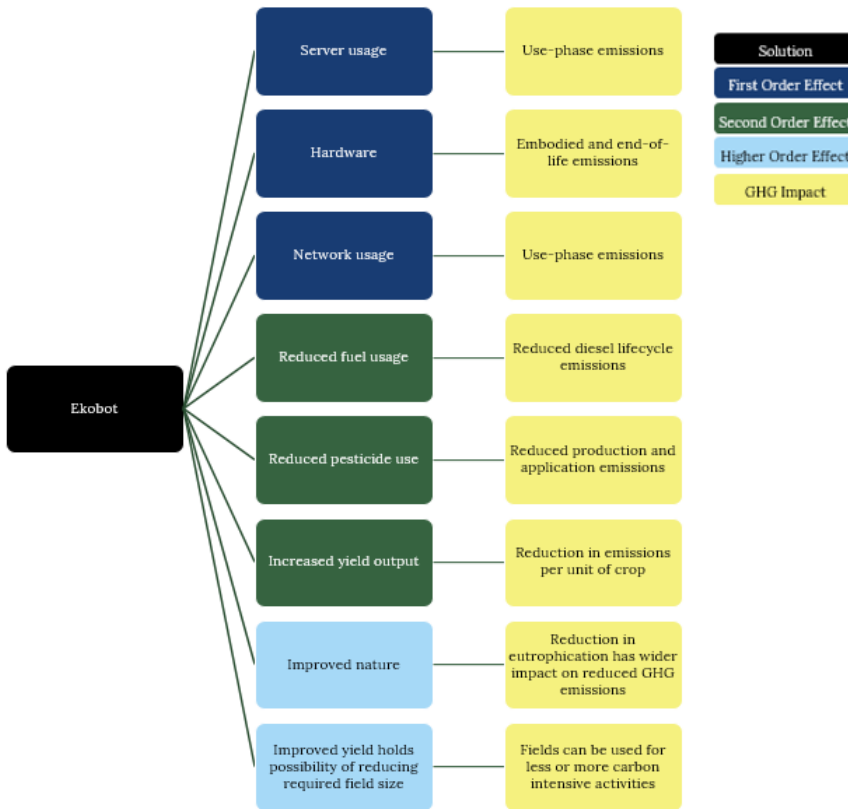 Server usage
Use-phase emissions
Solution
First Order Effect
Second Order Effect
Higher Order Effect
GHG Impact
Hardware
Embodied and end-of-
life emissions
Network usage
Use-phase emissions
Reduced fuel usage
Reduced diesel lifecycle
emissions
Ekobot
Reduced pesticide use
Reduced production and
application emissions
Increased yield output
Reduction in emissions
per unit of crop
Improved nature
Reduction in
eutrophication has wider
impact on reduced GHG
emissions
Improved yield holds
possibility of reducing
required field size
Fields can be used for
less or more carbon
intensive activities